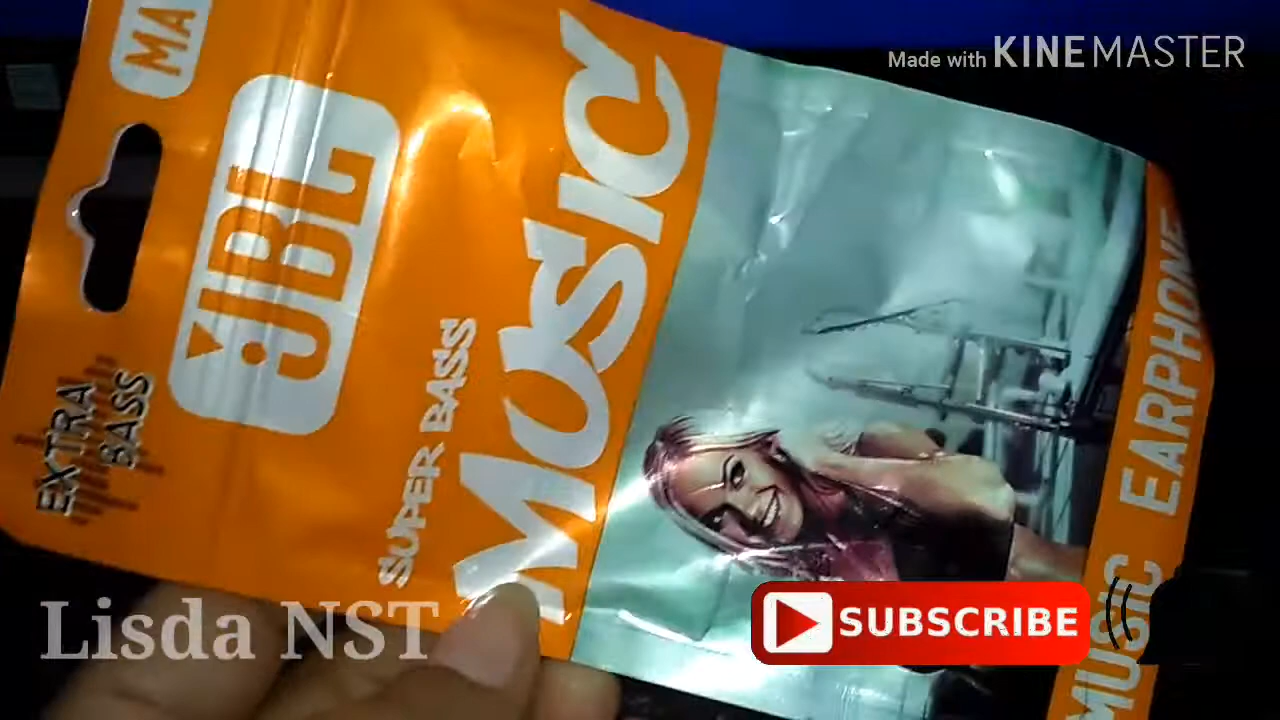 Made with KINEMASTER
MA
JBL
EXTRA
BASS
SUPER BASS
MUSIC
MUSIC EARPHONE
Lisda NST
SUBSCRIBE